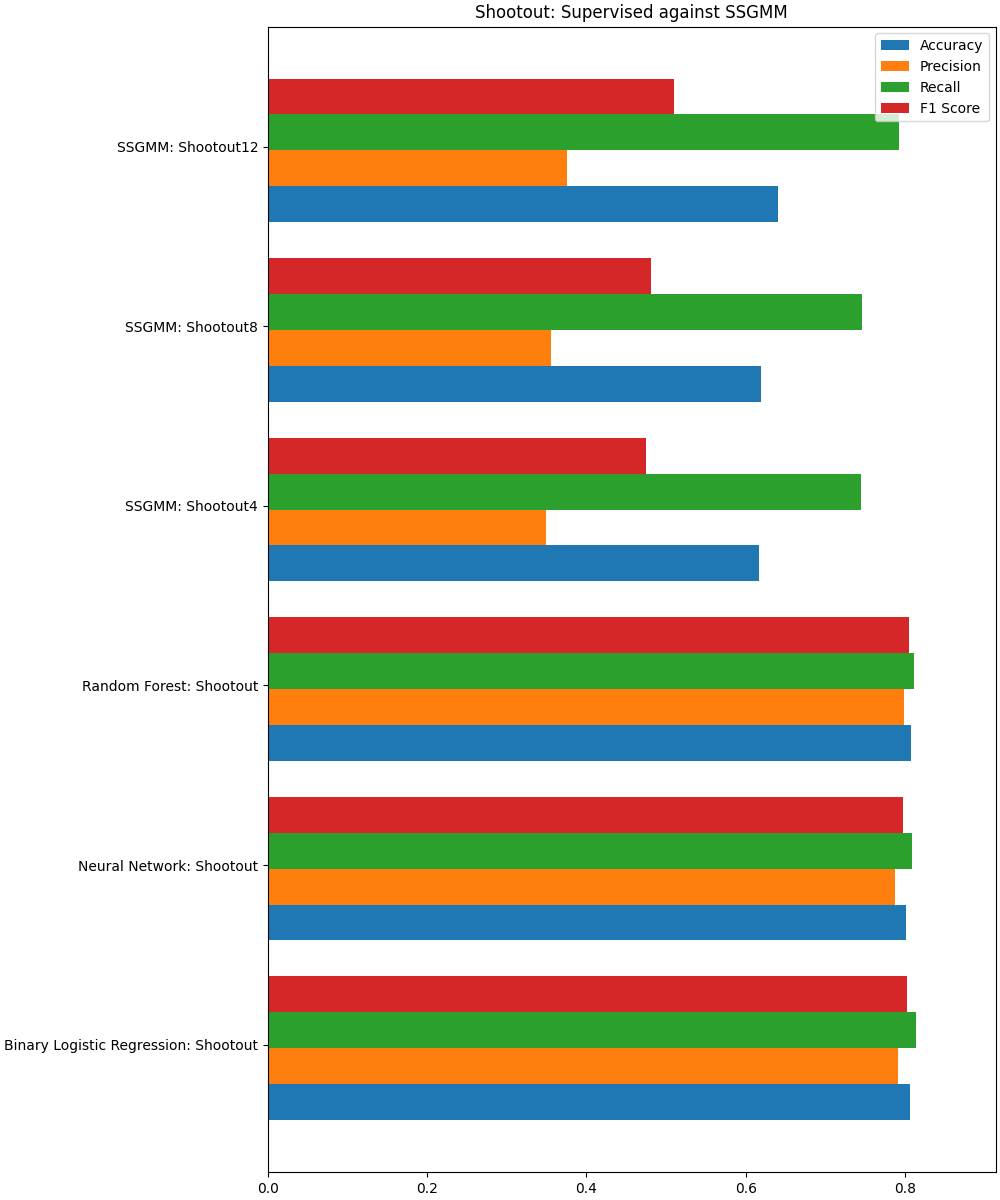 Shootout: Supervised against SSGMM
Accuracy
Precision
Recall
F1 Score
SSGMM: Shootout12
SSGMM: Shootout8
SSGMM: Shootout4
Random Forest: Shootout
Neural Network: Shootout
Binary Logistic Regression: Shootout
0.0 0.2 0.4 0.6 0.8